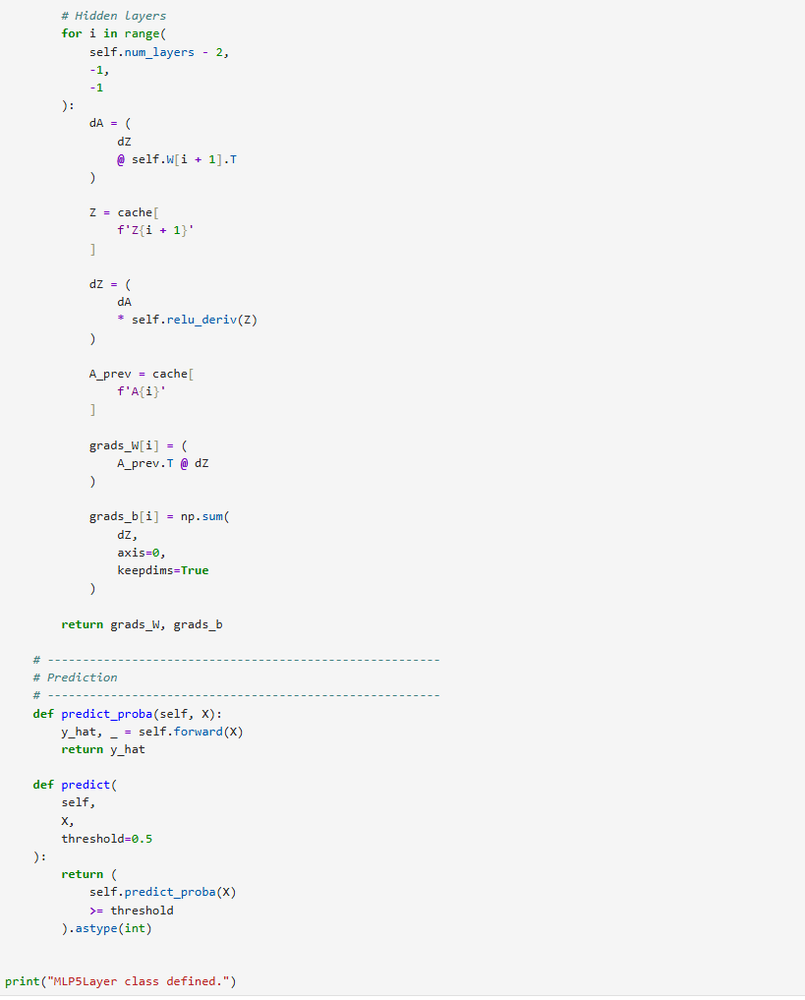 # Hidden layers
for i in range(
self.num_layers - 2,
-1,
-1
):
dA = (
dZ
@ self.W[i + 1].T
)
Z = cache[
f'Z{i + 1}'
]
dZ = (
dA
* self.relu_deriv(Z)
)
A_prev = cache[
f'A{i}'
]
grads_W[i] = (
A_prev.T @ dZ
)
grads_b[i] = np.sum(
dZ,
axis=0,
keepdims=True
)
return grads_W, grads_b
# --------------------------------------------------------
# Prediction
# --------------------------------------------------------
def predict_proba(self, X):
y_hat, _ = self.forward(X)
return y_hat
def predict(
self,
X,
threshold=0.5
):
return (
self.predict_proba(X)
>= threshold
).astype(int)
print("MLP5Layer class defined.")